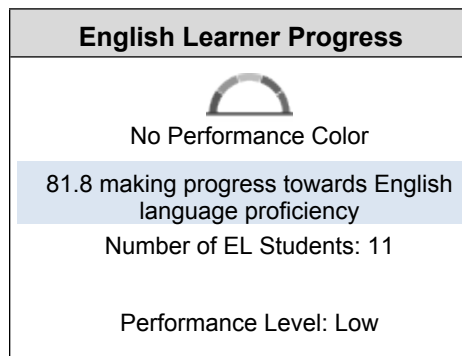 English Learner Progress
No Performance Color
81.8 making progress towards English
language proficiency
Number of EL Students: 11
Performance Level: Low